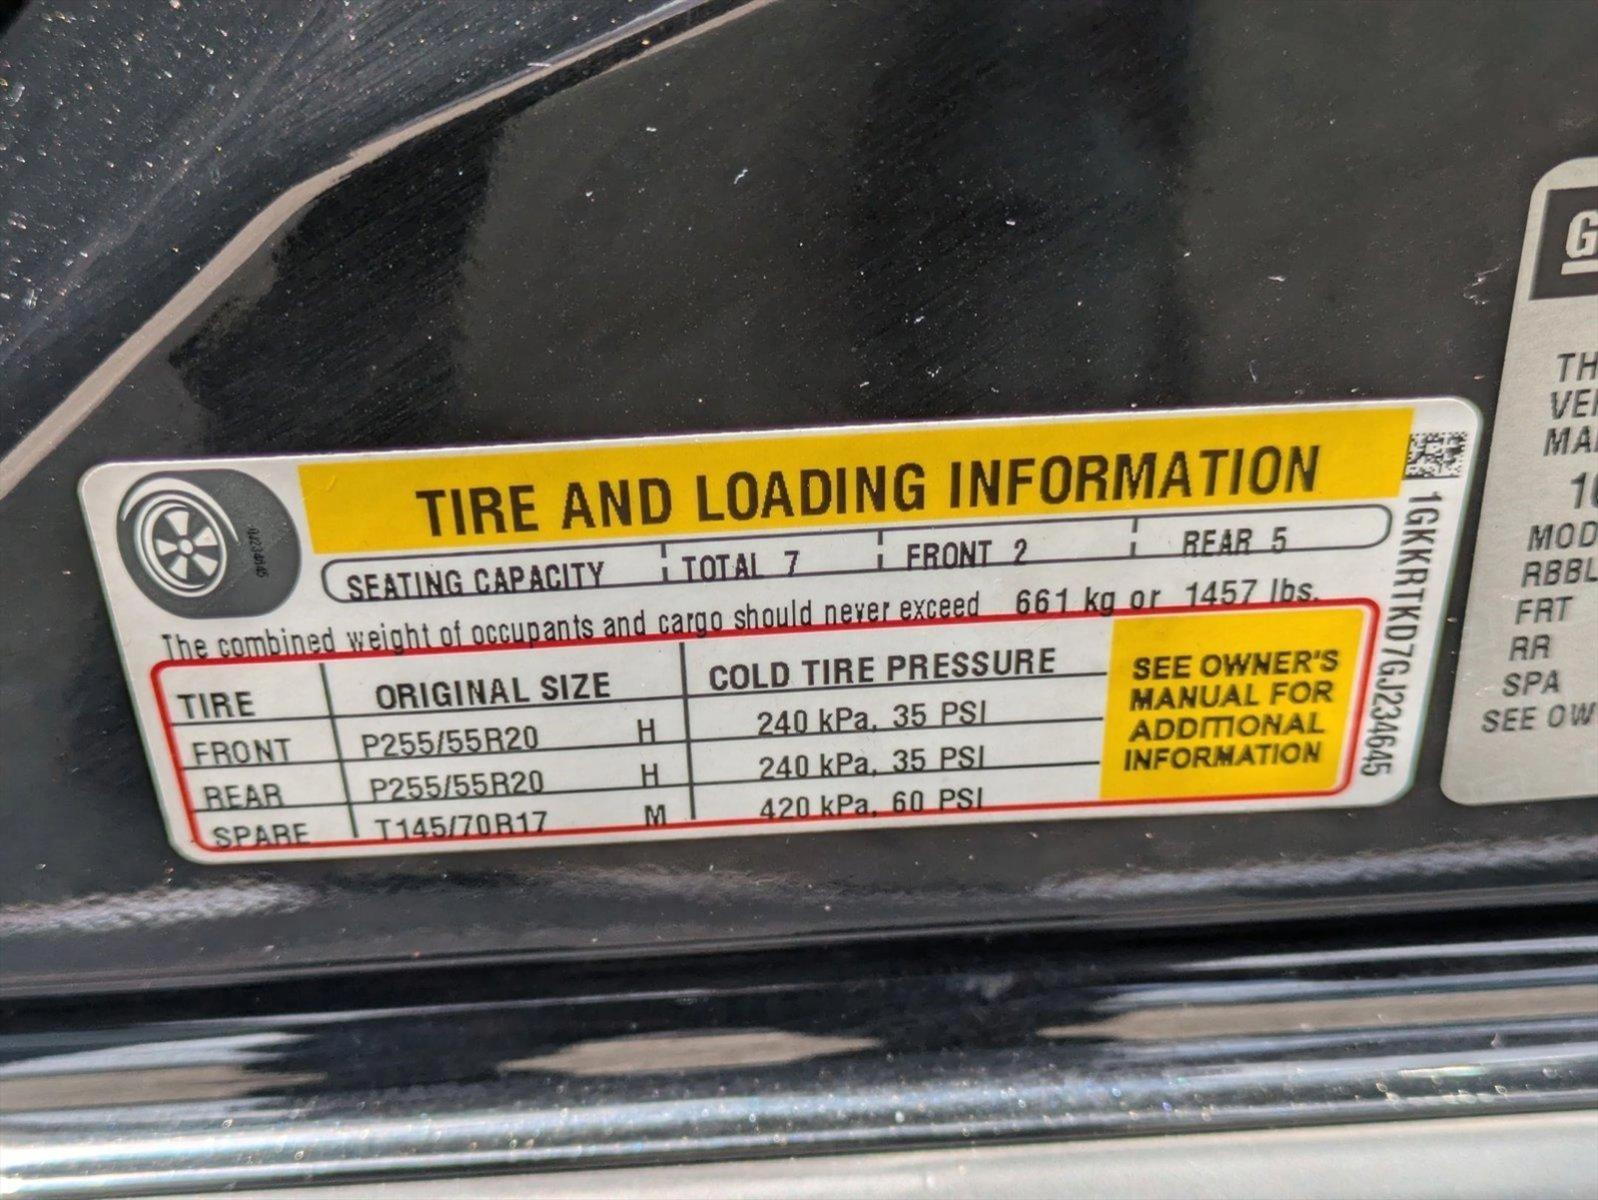 TIRE AND LOADING INFORMATION
SEATING CAPACITY TOTAL 7 FRONT 2 REAR 5
The combined weight of occupants and cargo should never exceed 661 kg or 1457 lbs.
TIRE ORIGINAL SIZE COLD TIRE PRESSURE
FRONT P255/55R20 H 240 kPa, 35 PSI
REAR P255/55R20 H 240 kPa, 35 PSI
SPARE T145/70R17 M 420 kPa, 60 PSI
SEE OWNER'S
MANUAL FOR
ADDITIONAL
INFORMATION
1GKKRTKD7GJ234645
G
TH
VE
MA
MOD
RBBL
FRT
RR
SPA
SEE OW